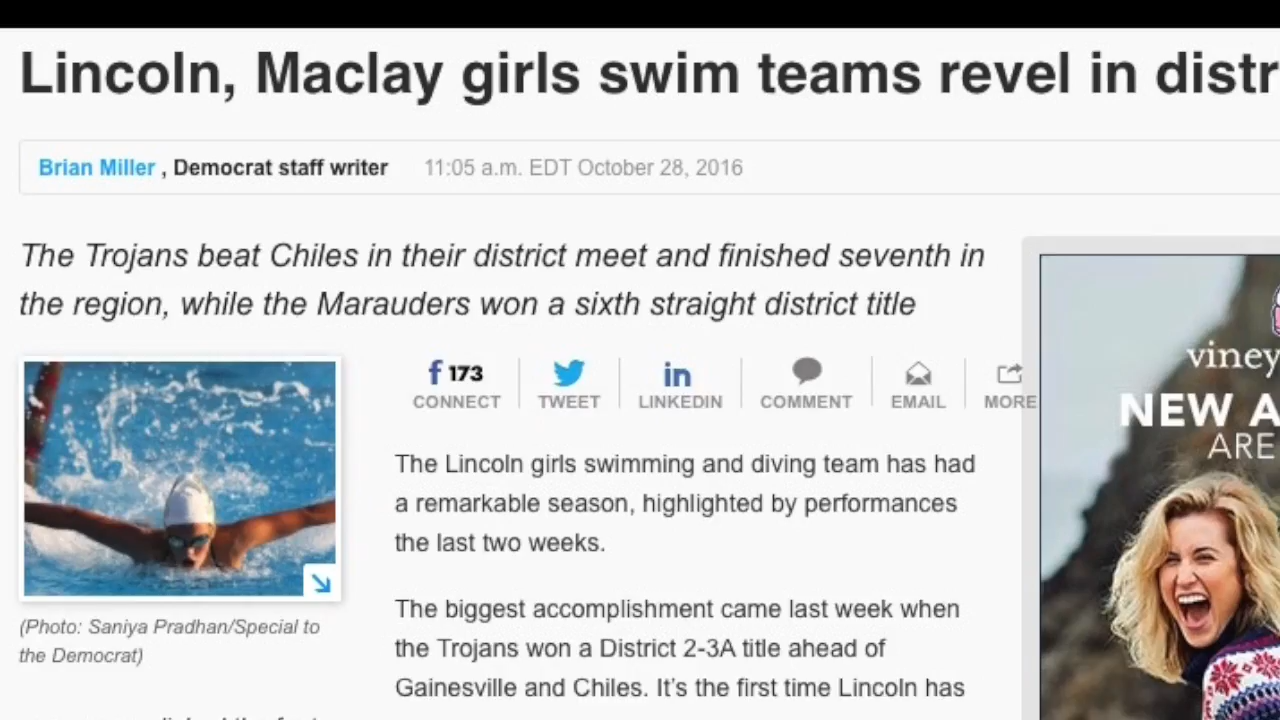 Lincoln, Maclay girls swim teams revel in distr
Brian Miller , Democrat staff writer 11:05 a.m. EDT October 28, 2016
The Trojans beat Chiles in their district meet and finished seventh in
the region, while the Marauders won a sixth straight district title
173
CONNECT TWEET LINKEDIN COMMENT EMAIL MORE
(Photo: Saniya Pradhan/Special to
the Democrat)
The Lincoln girls swimming and diving team has had
a remarkable season, highlighted by performances
the last two weeks.
The biggest accomplishment came last week when
the Trojans won a District 2-3A title ahead of
Gainesville and Chiles. It's the first time Lincoln has
viney
NEW A
ARE